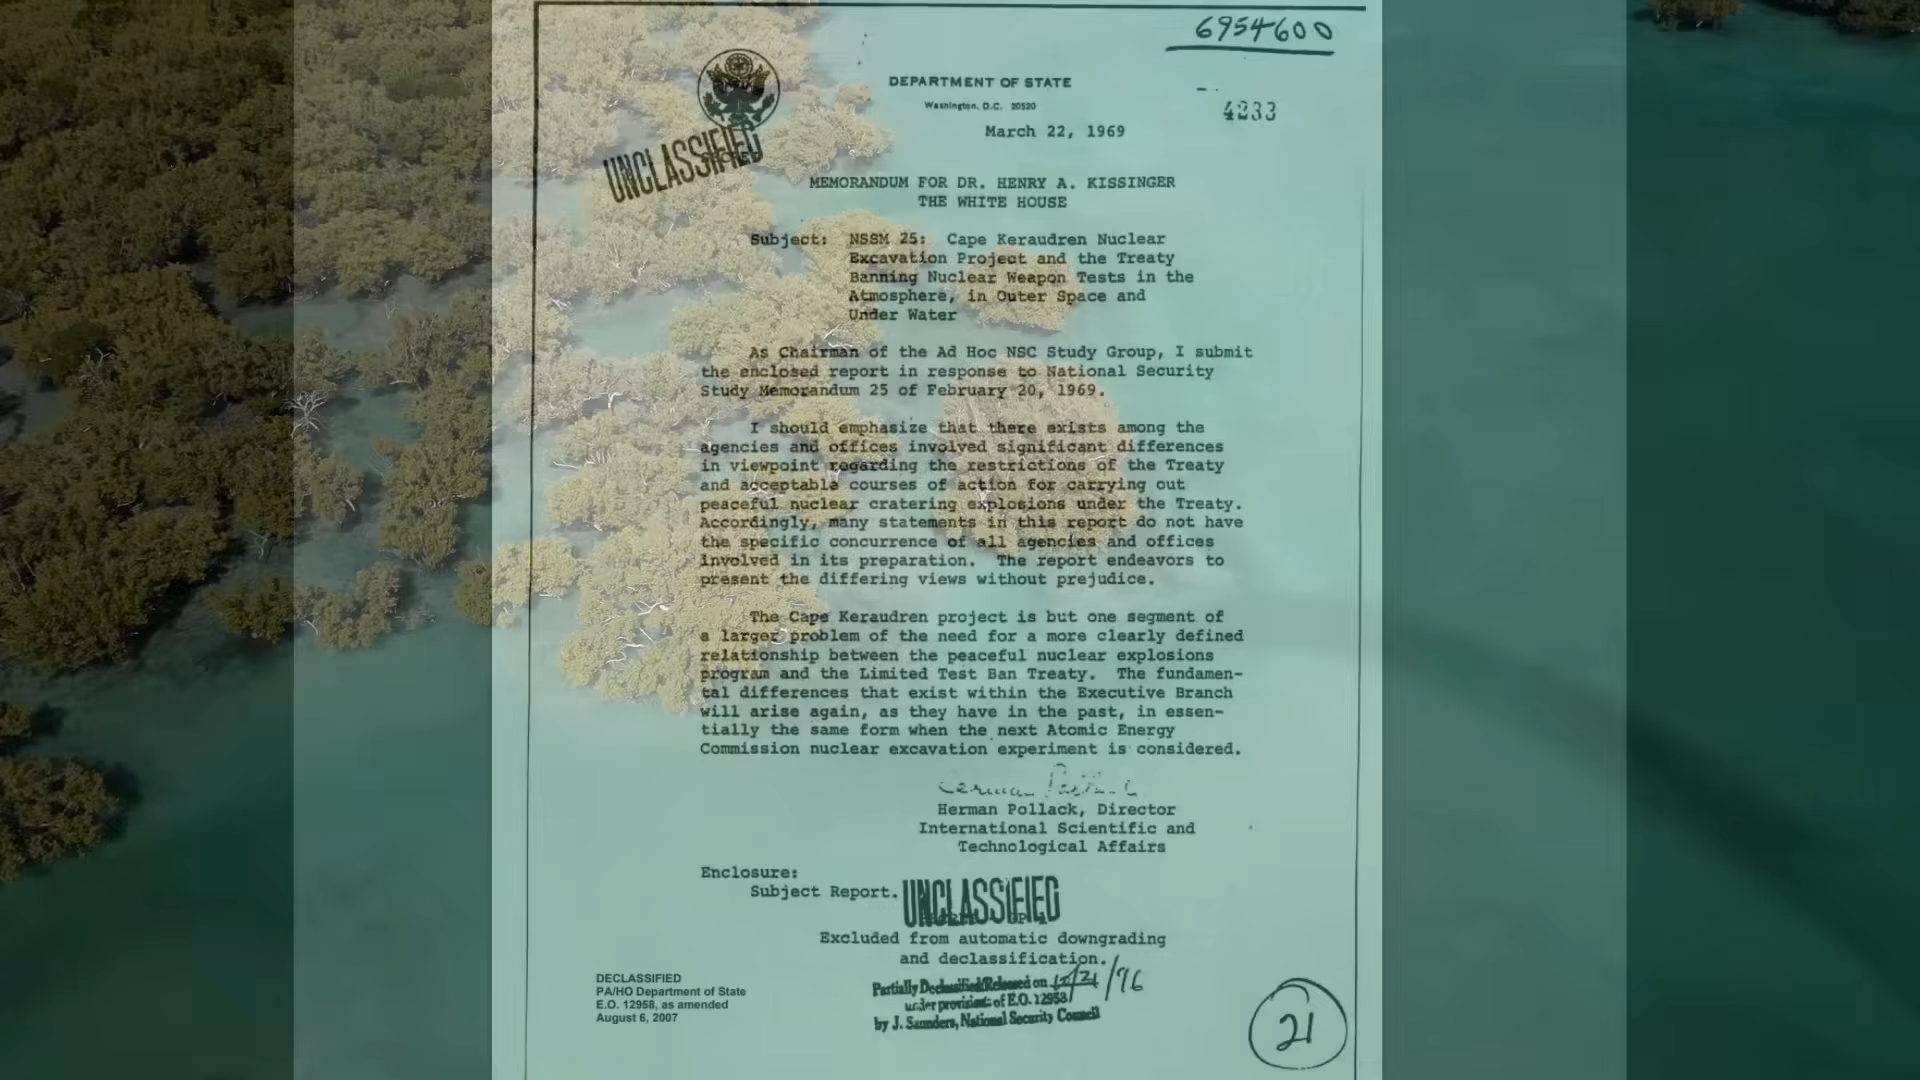 6954600
DEPARTMENT OF STATE
Washington, D.C. 20520
4233
March 22, 1969
UNCLASSIFIED
MEMORANDUM FOR DR. HENRY A. KISSINGER
THE WHITE HOUSE
Subject: NSSM 25: Cape Keraudren Nuclear
Excavation Project and the Treaty
Banning Nuclear Weapon Tests in the
Atmosphere, in Outer Space and
Under Water
As Chairman of the Ad Hoc NSC Study Group, I submit
the enclosed report in response to National Security
Study Memorandum 25 of February 20, 1969.
I should emphasize that there exists among the
agencies and offices involved significant differences
in viewpoint regarding the restrictions of the Treaty
and acceptable courses of action for carrying out
peaceful nuclear cratering explosions under the Treaty.
Accordingly, many statements in this report do not have
the specific concurrence of all agencies and offices
involved in its preparation. The report endeavors to
present the differing views without prejudice.
The Cape Keraudren project is but one segment of
a larger problem of the need for a more clearly defined
relationship between the peaceful nuclear explosions
program and the Limited Test Ban Treaty. The fundamen-
tal differences that exist within the Executive Branch
will arise again, as they have in the past, in essen-
tially the same form when the next Atomic Energy
Commission nuclear excavation experiment is considered.
Herman Pollack, Director
International Scientific and
Technological Affairs
Enclosure:
Subject Report.
UNCLASSIFIED
Excluded from automatic downgrading
and declassification.
DECLASSIFIED
PA/HO Department of State
E.O. 12958, as amended
August 6, 2007
Partially Declassified/Released on /21/96
under provisions of E.O. 12958
by J. Saunders, National Security Council
21